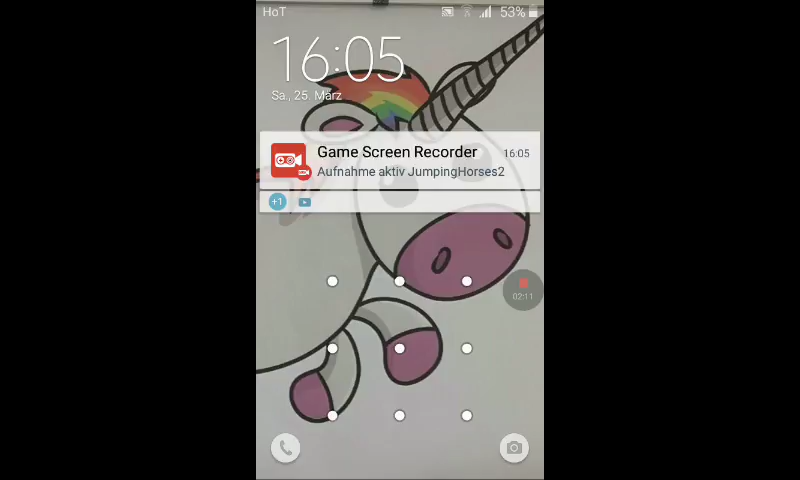 HoT
53%
16:05
Sa., 25. März
Game Screen Recorder 16:05
Aufnahme aktiv JumpingHorses2
+1
02:11